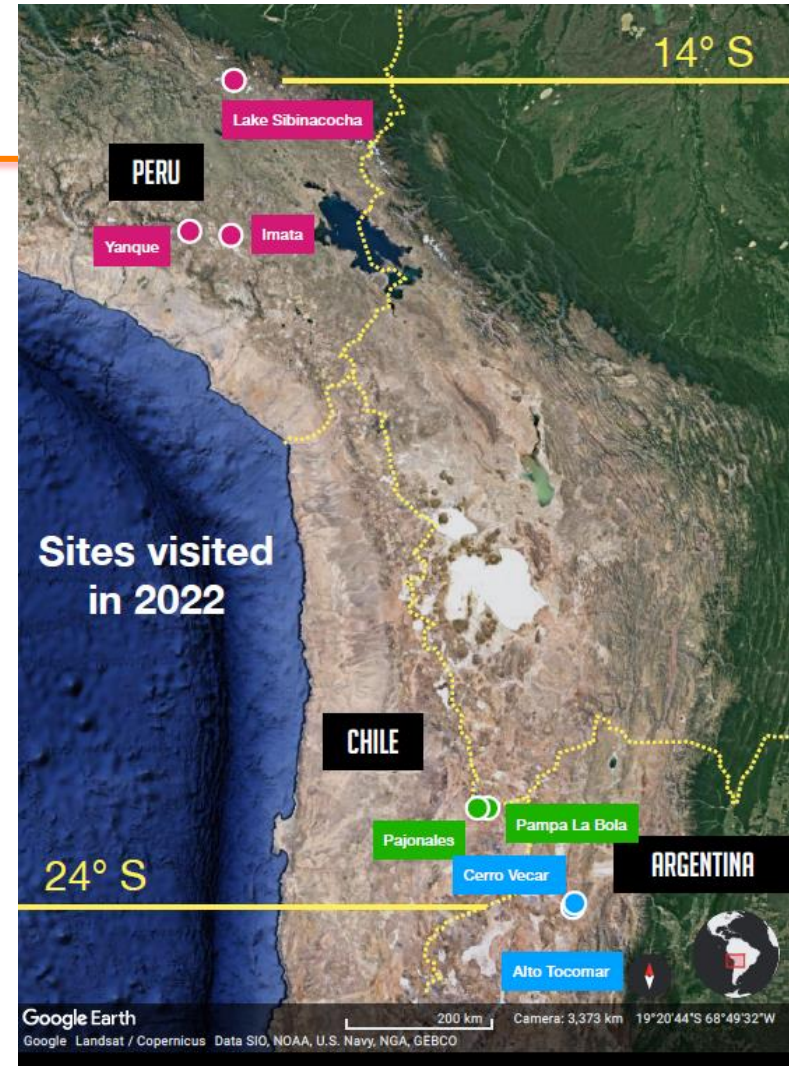 14° S
Lake Sibinacocha
PERU
Yanque
Imata
Sites visited
in 2022
CHILE
Pajonales
Pampa La Bola
Cerro Vecar
ARGENTINA
24° S
Alto Tocomar
Google Earth
200 km
Camera: 3,373 km 19°20'44"S 68°49'32"W
Google Landsat / Copernicus Data SIO, NOAA, U.S. Navy, NGA, GEBCO